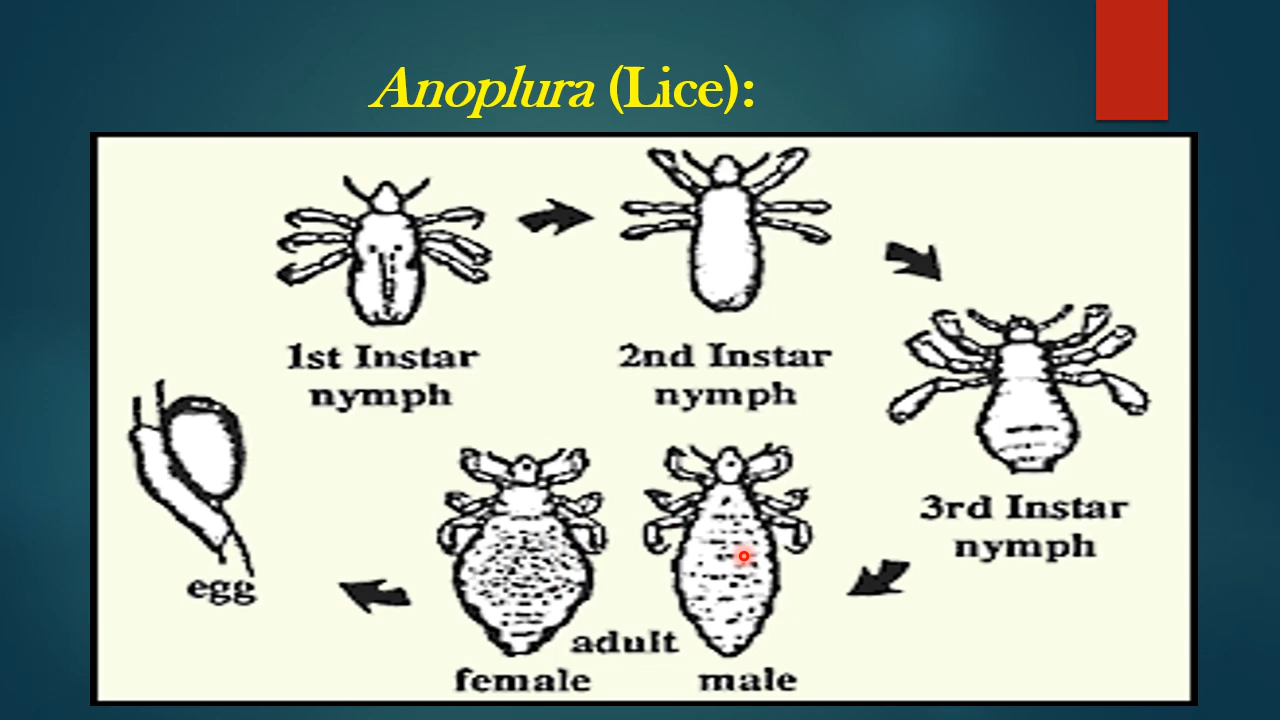 Anoplura (Lice):
1st Instar
nymph
2nd Instar
nymph
3rd Instar
nymph
egg
adult
female
male